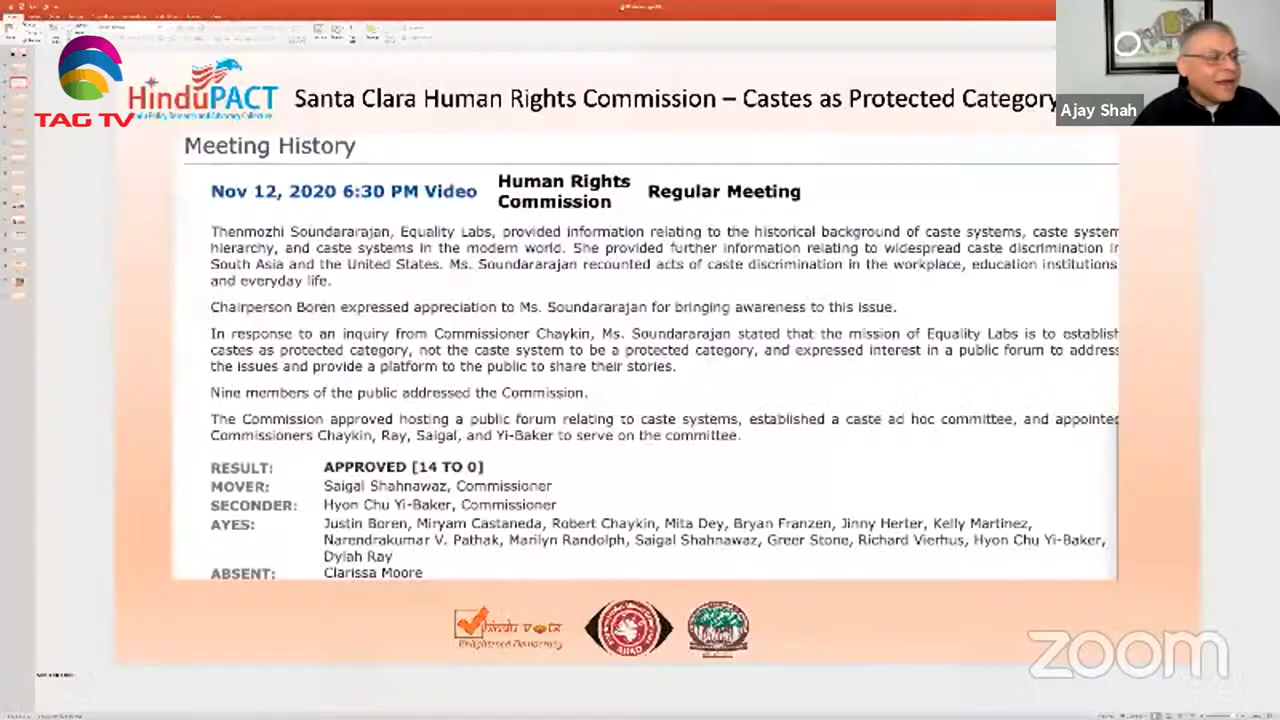 TAG TV
HinduPACT
Hindu Policy Research and Advocacy Collective
Santa Clara Human Rights Commission – Castes as Protected Category
Ajay Shah
Meeting History
Nov 12, 2020 6:30 PM Video
Human Rights
Commission
Regular Meeting
Thenmozhi Soundararajan, Equality Labs, provided information relating to the historical background of caste systems, caste system
hierarchy, and caste systems in the modern world. She provided further information relating to widespread caste discrimination in
South Asia and the United States. Ms. Soundararajan recounted acts of caste discrimination in the workplace, education institutions
and everyday life.
Chairperson Boren expressed appreciation to Ms. Soundararajan for bringing awareness to this issue.
In response to an inquiry from Commissioner Chaykin, Ms. Soundararajan stated that the mission of Equality Labs is to establish
castes as protected category, not the caste system to be a protected category, and expressed interest in a public forum to address
the issues and provide a platform to the public to share their stories.
Nine members of the public addressed the Commission.
The Commission approved hosting a public forum relating to caste systems, established a caste ad hoc committee, and appointed
Commissioners Chaykin, Ray, Saigal, and Yi-Baker to serve on the committee.
RESULT: APPROVED [14 TO 0]
MOVER: Saigal Shahnawaz, Commissioner
SECONDER: Hyon Chu Yi-Baker, Commissioner
AYES: Justin Boren, Miryam Castaneda, Robert Chaykin, Mita Dey, Bryan Franzen, Jinny Herter, Kelly Martinez,
Narendrakumar V. Pathak, Marilyn Randolph, Saigal Shahnawaz, Greer Stone, Richard Vierhus, Hyon Chu Yi-Baker,
Dylah Ray
ABSENT: Clarissa Moore
Enlightened Democracy
AHAD
zoom